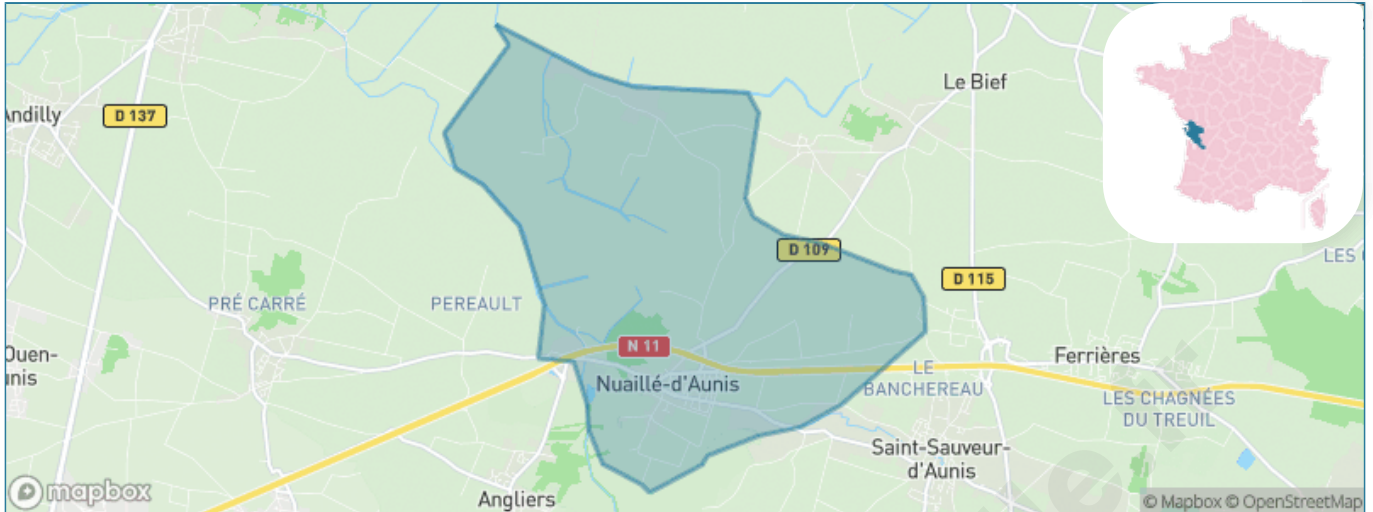 Andilly
D 137
Le Bief
D 109
D 115
LES
PRÉ CARRÉ
PEREAULT
N 11
Ouen-
Ferrières
Nuaillé-d'Aunis
LE
BANCHEREAU
LES CHAGNÉES
DU TREUIL
Saint-Sauveur-
d'Aunis
Angliers
mapbox
© Mapbox © OpenStreetMap